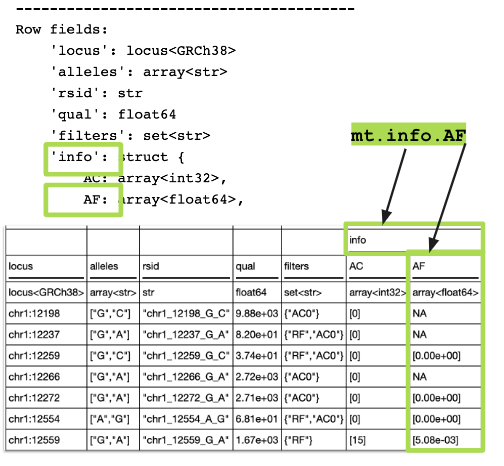 ----------------------------------------
Row fields:
'locus': locus<GRCh38>
'alleles': array<str>
'rsid': str
'qual': float64
'filters': set<str>
'info': struct {
AC: array<int32>,
AF: array<float64>,
mt.info.AF
info
locus alleles rsid qual filters AC AF
locus<GRCh38> array<str> str float64 set<str> array<int32> array<float64>
chr1:12198 ["G","C"] "chr1_12198_G_C" 9.88e+03 {"AC0"} [0] NA
chr1:12237 ["G","A"] "chr1_12237_G_A" 8.20e+01 {"RF","AC0"} [0] NA
chr1:12259 ["G","C"] "chr1_12259_G_C" 3.74e+01 {"RF","AC0"} [0] [0.00e+00]
chr1:12266 ["G","A"] "chr1_12266_G_A" 2.72e+03 {"AC0"} [0] NA
chr1:12272 ["G","A"] "chr1_12272_G_A" 2.71e+03 {"AC0"} [0] [0.00e+00]
chr1:12554 ["A","G"] "chr1_12554_A_G" 6.81e+01 {"RF","AC0"} [0] [0.00e+00]
chr1:12559 ["G","A"] "chr1_12559_G_A" 1.67e+03 {"RF"} [15] [5.08e-03]